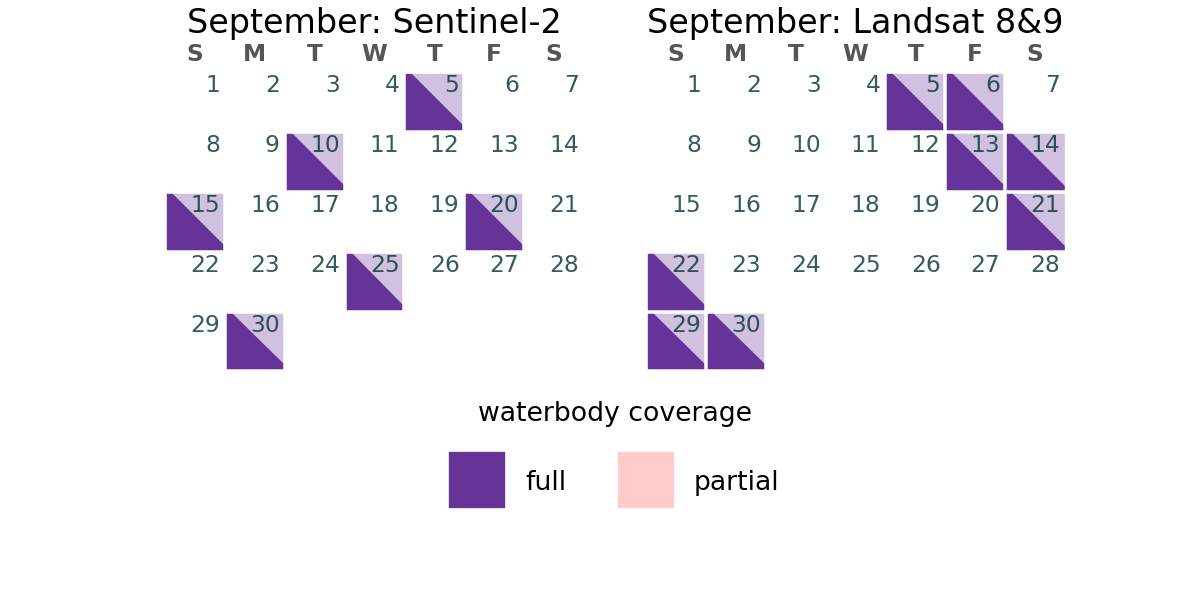 September: Sentinel-2
S M T W T F S
1 2 3 4 5 6 7
8 9 10 11 12 13 14
15 16 17 18 19 20 21
22 23 24 25 26 27 28
29 30
September: Landsat 8&9
S M T W T F S
1 2 3 4 5 6 7
8 9 10 11 12 13 14
15 16 17 18 19 20 21
22 23 24 25 26 27 28
29 30
waterbody coverage
full partial